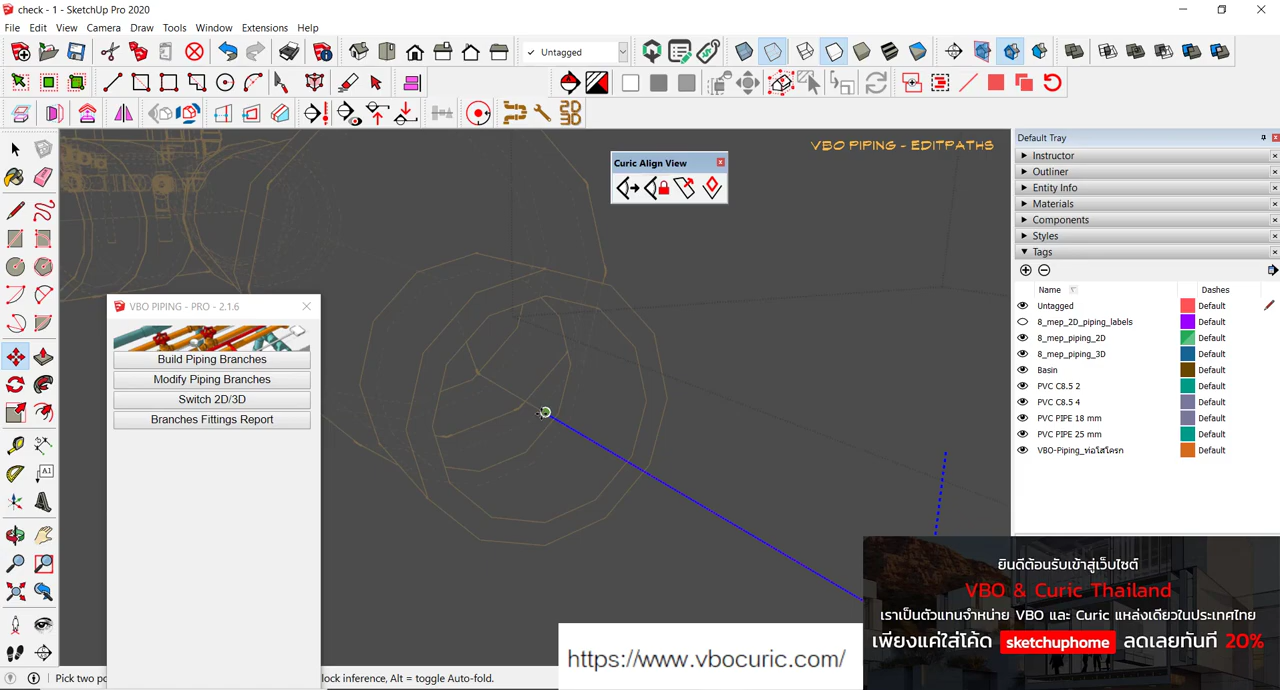 check - 1 - SketchUp Pro 2020
File Edit View Camera Draw Tools Window Extensions Help
Untagged
VBO PIPING - EDITPATHS
Curic Align View
VBO PIPING - PRO - 2.1.6
Build Piping Branches
Modify Piping Branches
Switch 2D/3D
Branches Fittings Report
Default Tray
Instructor
Outliner
Entity Info
Materials
Components
Styles
Tags
Name Dashes
Untagged Default
8_mep_2D_piping_labels Default
8_mep_piping_2D Default
8_mep_piping_3D Default
Basin Default
PVC C8.5 2 Default
PVC C8.5 4 Default
PVC PIPE 18 mm Default
PVC PIPE 25 mm Default
VBO-Piping_ท่อโสโครก Default
ยินดีต้อนรับเข้าสู่เว็บไซต์
VBO & Curic Thailand
เราเป็นตัวแทนจำหน่าย VBO และ Curic แหล่งเดียวในประเทศไทย
เพียงแค่ใส่โค้ด sketchuphome ลดเลยทันที 20%
https://www.vbocuric.com/
Pick two po lock inference, Alt = toggle Auto-fold.